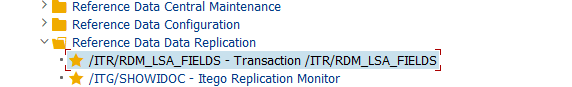 Reference Data Central Maintenance
Reference Data Configuration
Reference Data Data Replication
/ITR/RDM_LSA_FIELDS - Transaction /ITR/RDM_LSA_FIELDS
/ITG/SHOWIDOC - Itego Replication Monitor